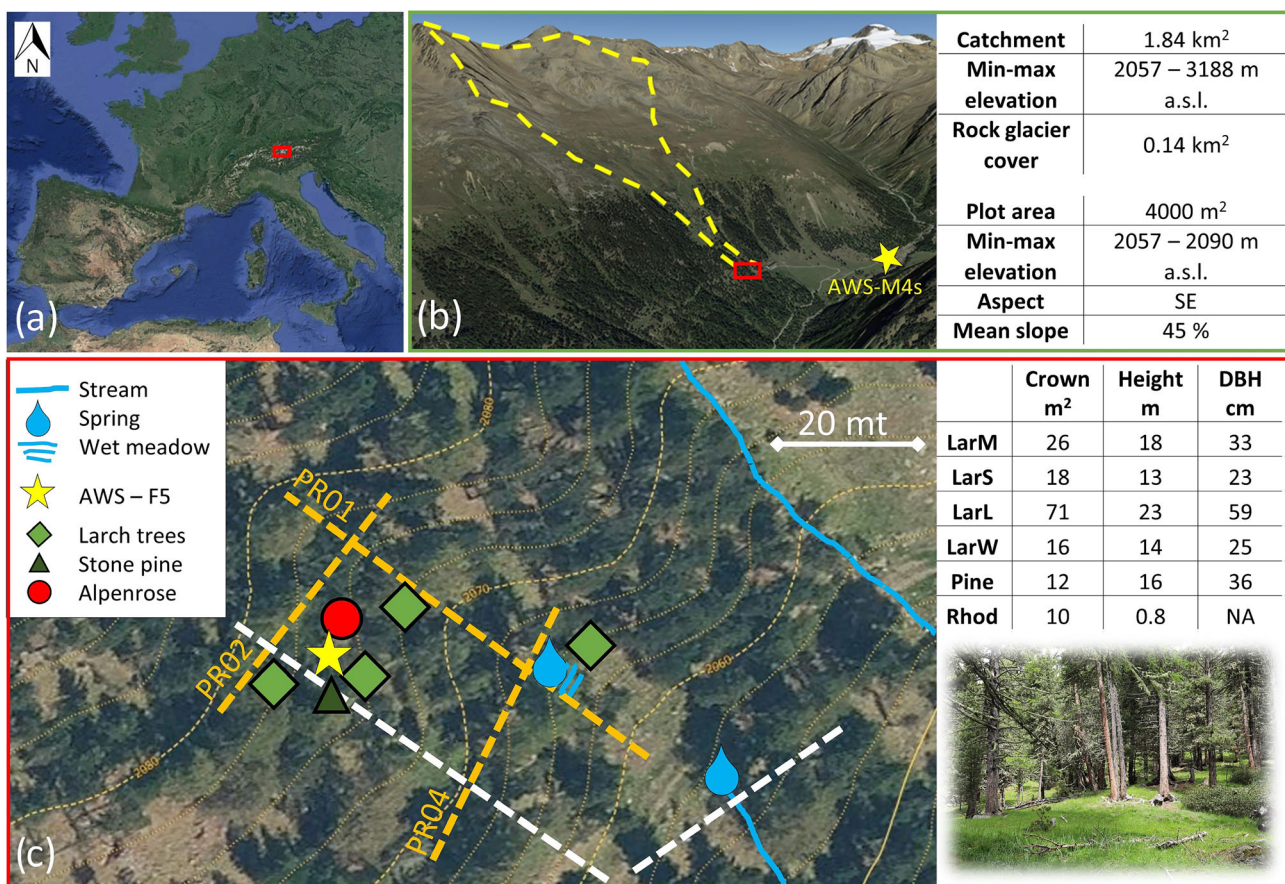 N
(a)
(b)
AWS-M4s
Catchment 1.84 km²
Min-max 2057 – 3188 m
elevation a.s.l.
Rock glacier
cover 0.14 km²
Plot area 4000 m²
Min-max 2057 – 2090 m
elevation a.s.l.
Aspect SE
Mean slope 45 %
Stream
Spring
Wet meadow
AWS – F5
Larch trees
Stone pine
Alpenrose
20 mt
2080
PR01
2070
PR02
2060
2080
PR04
(c)
Crown Height DBH
m² m cm
LarM 26 18 33
LarS 18 13 23
LarL 71 23 59
LarW 16 14 25
Pine 12 16 36
Rhod 10 0.8 NA